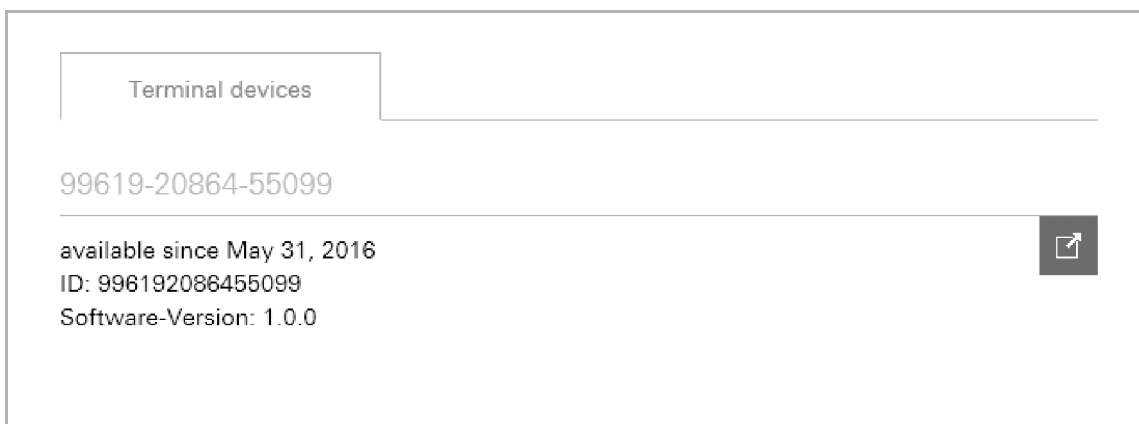 Terminal devices
99619-20864-55099
available since May 31, 2016
ID: 996192086455099
Software-Version: 1.0.0